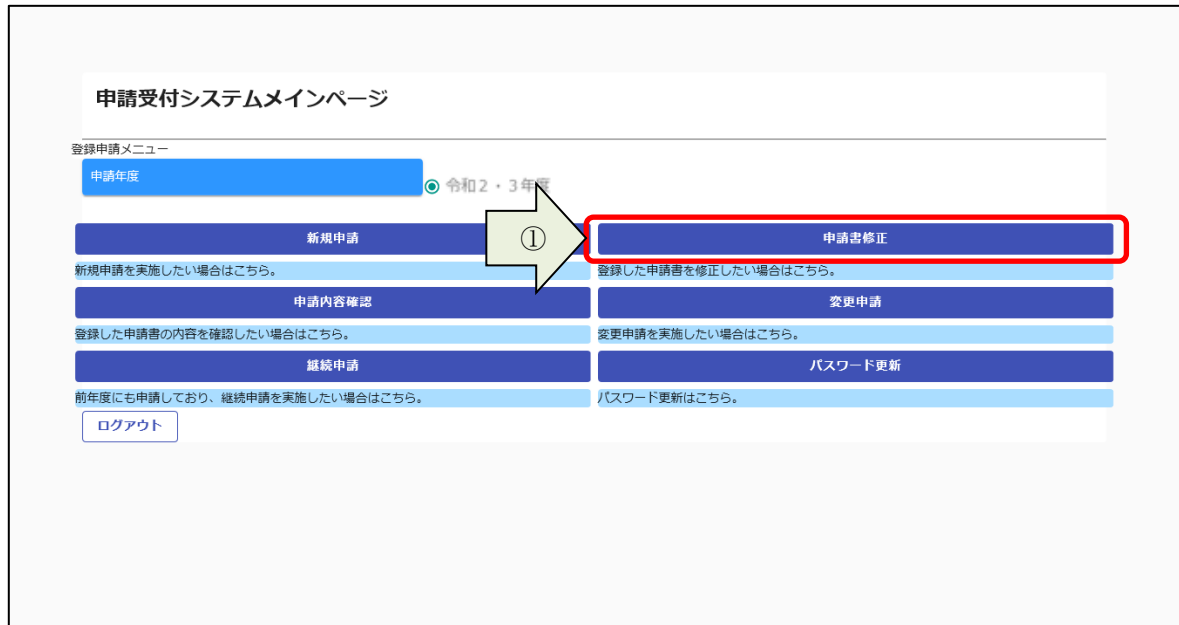 申請受付システムメインページ
登録申請メニュー
申請年度
令和2・3年度
①
新規申請
申請書修正
新規申請を実施したい場合はこちら。
登録した申請書を修正したい場合はこちら。
申請内容確認
変更申請
登録した申請書の内容を確認したい場合はこちら。
変更申請を実施したい場合はこちら。
継続申請
パスワード更新
前年度にも申請しており、継続申請を実施したい場合はこちら。
パスワード更新はこちら。
ログアウト